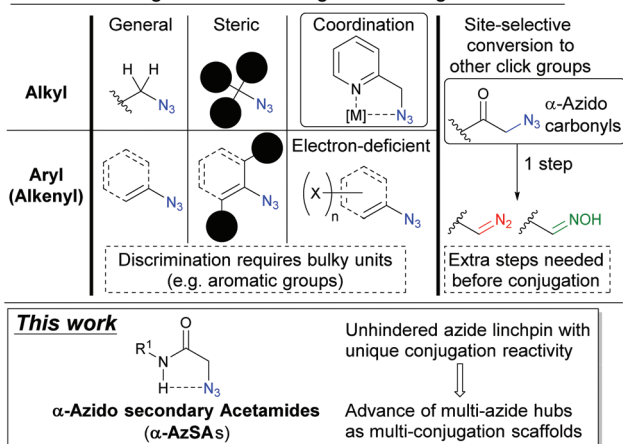 General
Steric
Coordination
Site-selective
conversion to
other click groups
Alkyl
H H
N3
N3
N
[M]
N3
O
N3
α-Azido
carbonyls
1 step
Aryl
(Alkenyl)
N3
N3
Electron-deficient
(X)n
N3
N2
NOH
Discrimination requires bulky units
(e.g. aromatic groups)
Extra steps needed
before conjugation
This work
O
R1
N
H
N3
α-Azido secondary Acetamides
(α-AzSAs)
Unhindered azide linchpin with
unique conjugation reactivity
Advance of multi-azide hubs
as multi-conjugation scaffolds